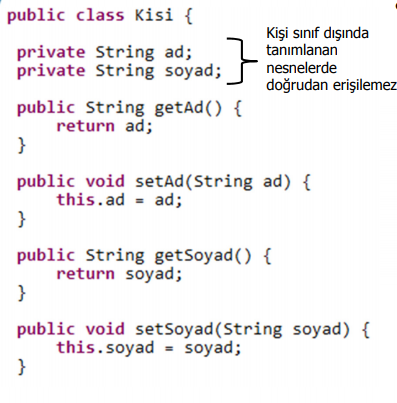 public class Kisi {
private String ad;
private String soyad;
Kişi sınıf dışında
tanımlanan
nesnelerde
doğrudan erişilemez
public String getAd() {
return ad;
}
public void setAd(String ad) {
this.ad = ad;
}
public String getSoyad() {
return soyad;
}
public void setSoyad(String soyad) {
this.soyad = soyad;
}